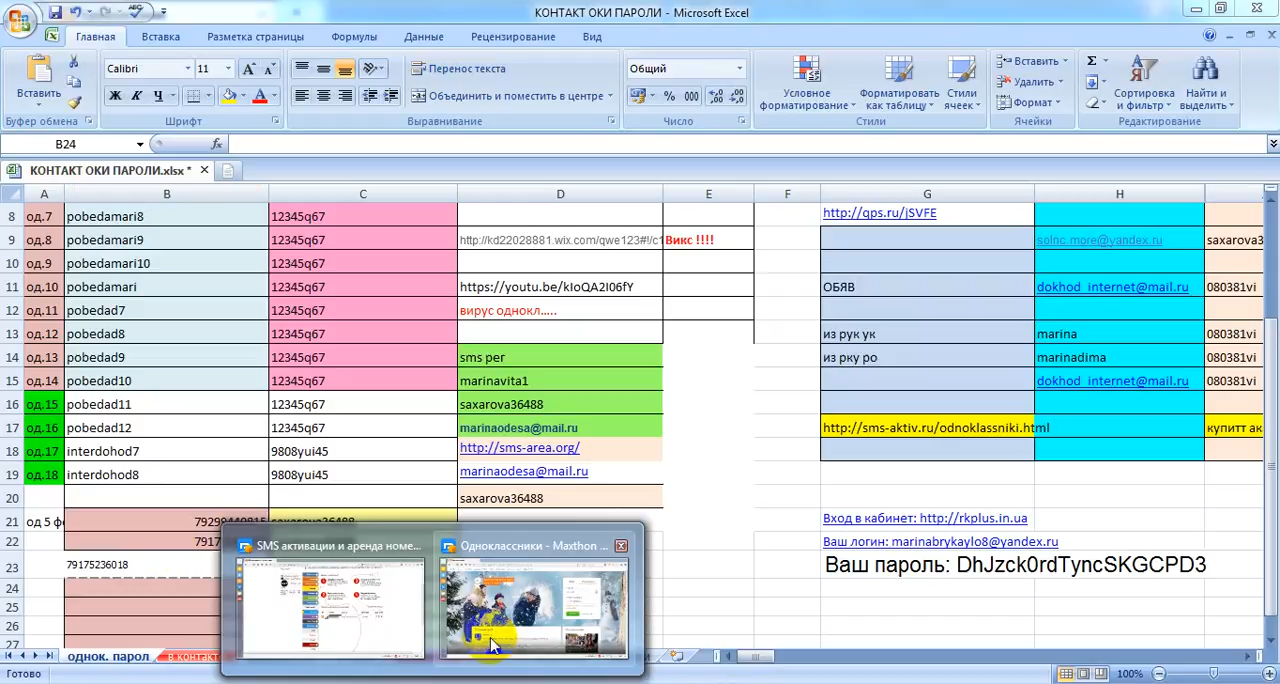 КОНТАКТ ОКИ ПАРОЛИ - Microsoft Excel
Главная Вставка Разметка страницы Формулы Данные Рецензирование Вид
Вставить
Буфер обмена
Calibri 11
Ж К Ч
Шрифт
Перенос текста
Объединить и поместить в центре
Выравнивание
Общий
% 000
Число
Условное форматирование
Форматировать как таблицу
Стили ячеек
Стили
Вставить
Удалить
Формат
Ячейки
Σ
Сортировка и фильтр
Найти и выделить
Редактирование
B24 fx
КОНТАКТ ОКИ ПАРОЛИ.xlsx *
A B C D E F G H
8 од.7 pobedamari8 12345q67 http://qps.ru/jSVFE
9 од.8 pobedamari9 12345q67 http://kd22028881.wix.com/qwe123#!/c1 Викс !!!! solnc.more@yandex.ru saxarova3
10 од.9 pobedamari10 12345q67
11 од.10 pobedamari 12345q67 https://youtu.be/kIoQA2I06fY ОБЯВ dokhod_internet@mail.ru 080381vi
12 од.11 pobedad7 12345q67 вирус однокл.....
13 од.12 pobedad8 12345q67 из рук ук marina 080381vi
14 од.13 pobedad9 12345q67 sms per из рку ро marinadima 080381vi
15 од.14 pobedad10 12345q67 marinavita1 dokhod_internet@mail.ru 080381vi
16 од.15 pobedad11 12345q67 saxarova36488
17 од.16 pobedad12 12345q67 marinaodesa@mail.ru http://sms-aktiv.ru/odnoklassniki.html купитт ак
18 од.17 interdohod7 9808yui45 http://sms-area.org/
19 од.18 interdohod8 9808yui45 marinaodesa@mail.ru
20 saxarova36488
21 од 5 ф Вход в кабинет: http://rkplus.in.ua
22 7917 Ваш логин: marinabrykaylo8@yandex.ru
23 79175236018 Ваш пароль: DhJzck0rdTyncSKGCPD3
24
25
26
27
SMS активации и аренда номе... Одноклассники - Maxthon ...
однок. парол в контакт
Готово 100%